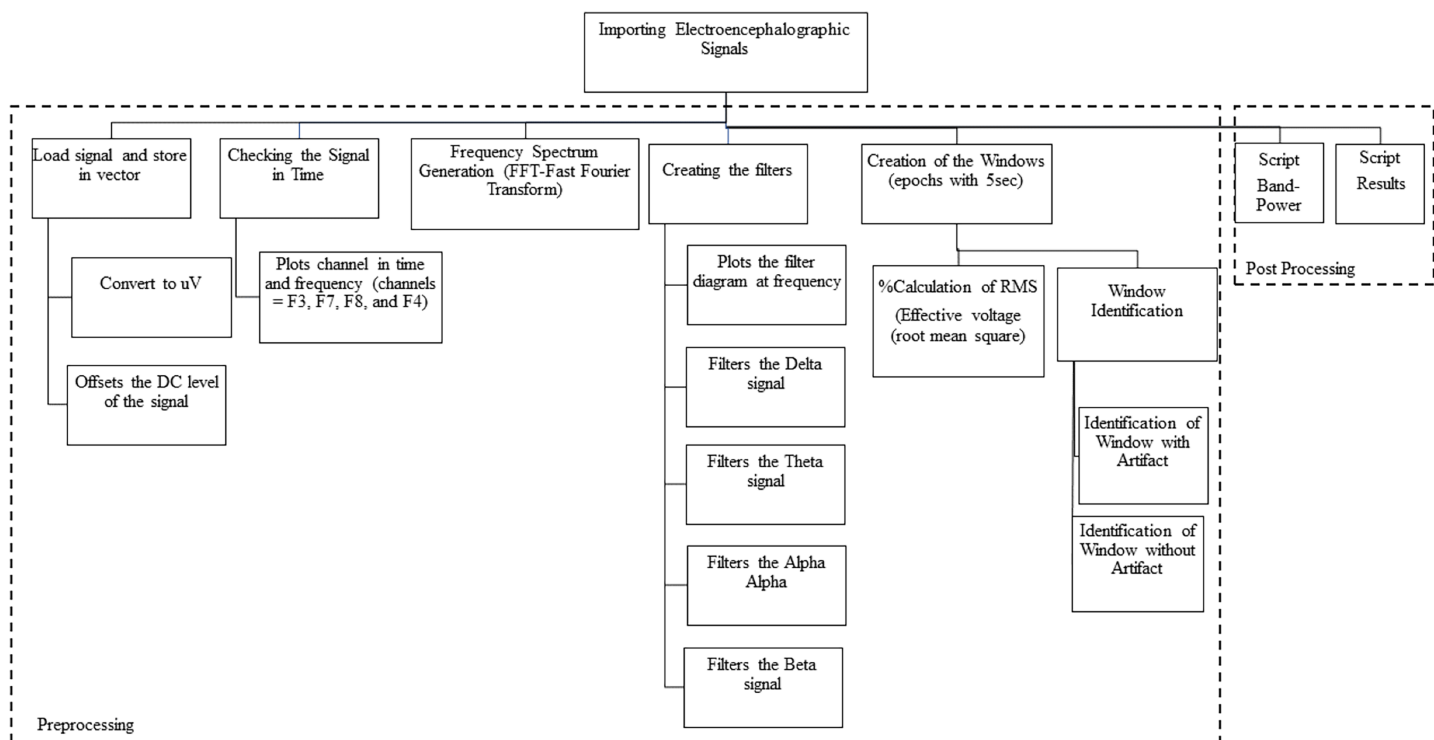 Importing Electroencephalographic
Signals
Load signal and store
in vector
Convert to uV
Offsets the DC level
of the signal
Checking the Signal
in Time
Plots channel in time
and frequency (channels
= F3, F7, F8, and F4)
Frequency Spectrum
Generation (FFT-Fast Fourier
Transform)
Creating the filters
Plots the filter
diagram at frequency
Filters the Delta
signal
Filters the Theta
signal
Filters the Alpha
Alpha
Filters the Beta
signal
Creation of the Windows
(epochs with 5sec)
%Calculation of RMS
(Effective voltage
(root mean square)
Window
Identification
Identification of
Window with
Artifact
Identification of
Window without
Artifact
Preprocessing
Script
Band-
Power
Script
Results
Post Processing